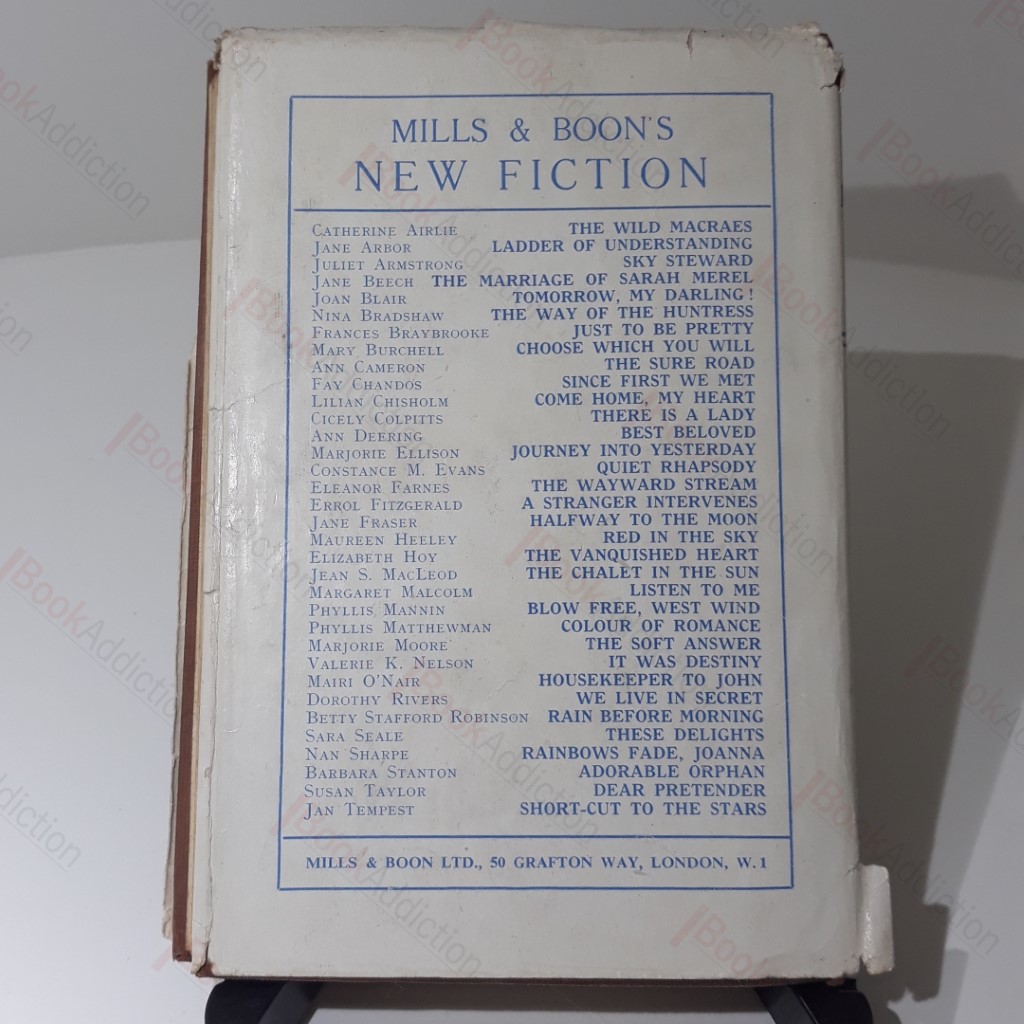 MILLS & BOON'S
NEW FICTION
CATHERINE AIRLIE THE WILD MACRAES
JANE ARBOR LADDER OF UNDERSTANDING
JULIET ARMSTRONG SKY STEWARD
JANE BEECH THE MARRIAGE OF SARAH MEREL
JOAN BLAIR TOMORROW, MY DARLING!
NINA BRADSHAW THE WAY OF THE HUNTRESS
FRANCES BRAYBROOKE JUST TO BE PRETTY
MARY BURCHELL CHOOSE WHICH YOU WILL
ANN CAMERON THE SURE ROAD
FAY CHANDOS SINCE FIRST WE MET
LILIAN CHISHOLM COME HOME, MY HEART
CICELY COLPITTS THERE IS A LADY
ANN DEERING BEST BELOVED
MARJORIE ELLISON JOURNEY INTO YESTERDAY
CONSTANCE M. EVANS QUIET RHAPSODY
ELEANOR FARNES THE WAYWARD STREAM
ERROL FITZGERALD A STRANGER INTERVENES
JANE FRASER HALFWAY TO THE MOON
MAUREEN HEELEY RED IN THE SKY
ELIZABETH HOY THE VANQUISHED HEART
JEAN S. MACLEOD THE CHALET IN THE SUN
MARGARET MALCOLM LISTEN TO ME
PHYLLIS MANNIN BLOW FREE, WEST WIND
PHYLLIS MATTHEWMAN COLOUR OF ROMANCE
MARJORIE MOORE THE SOFT ANSWER
VALERIE K. NELSON IT WAS DESTINY
MAIRI O'NAIR HOUSEKEEPER TO JOHN
DOROTHY RIVERS WE LIVE IN SECRET
BETTY STAFFORD ROBINSON RAIN BEFORE MORNING
SARA SEALE THESE DELIGHTS
NAN SHARPE RAINBOWS FADE, JOANNA
BARBARA STANTON ADORABLE ORPHAN
SUSAN TAYLOR DEAR PRETENDER
JAN TEMPEST SHORT-CUT TO THE STARS
MILLS & BOON LTD., 50 GRAFTON WAY, LONDON, W.1
BookAddiction